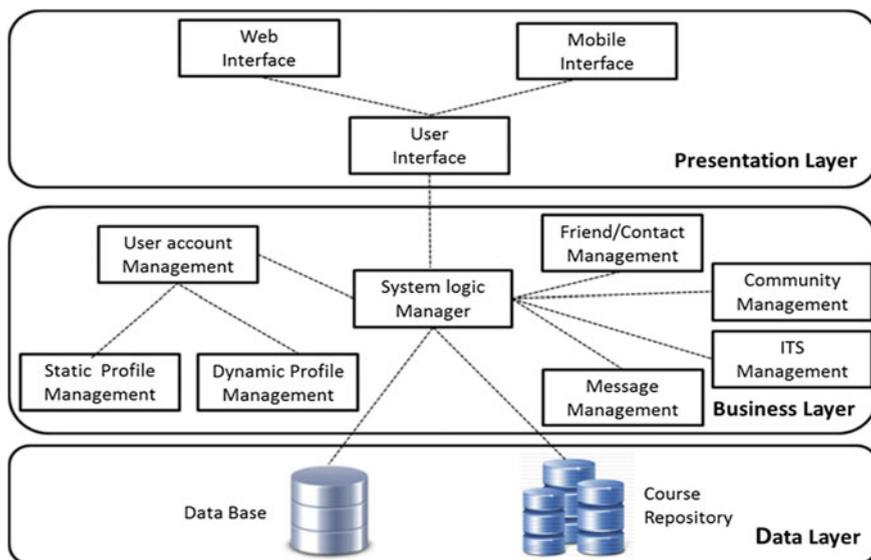 Web
Interface
Mobile
Interface
User
Interface
Presentation Layer
User account
Management
Friend/Contact
Management
System logic
Manager
Community
Management
ITS
Management
Static Profile
Management
Dynamic Profile
Management
Message
Management
Business Layer
Data Base
Course
Repository
Data Layer